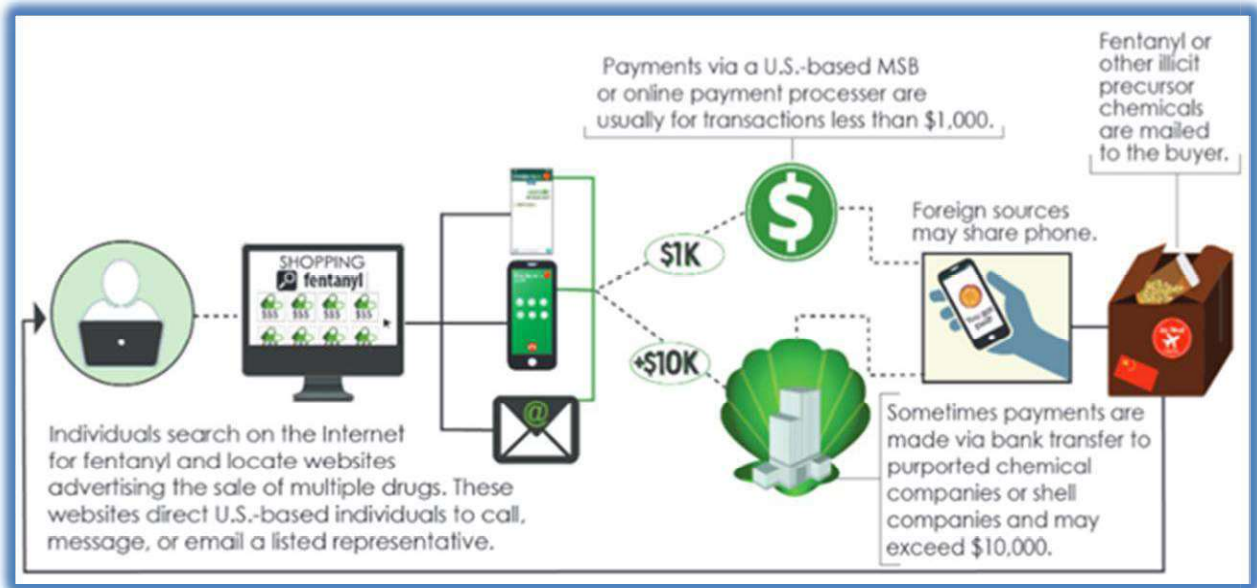 Payments via a U.S.-based MSB
or online payment processer are
usually for transactions less than $1,000.
Fentanyl or
other illicit
precursor
chemicals
are mailed
to the buyer.
SHOPPING
fentanyl
$$$ $$$ $$$ $$$
$1K
+$10K
@
$
Foreign sources
may share phone.
Individuals search on the Internet
for fentanyl and locate websites
advertising the sale of multiple drugs. These
websites direct U.S.-based individuals to call,
message, or email a listed representative.
Sometimes payments are
made via bank transfer to
purported chemical
companies or shell
companies and may
exceed $10,000.